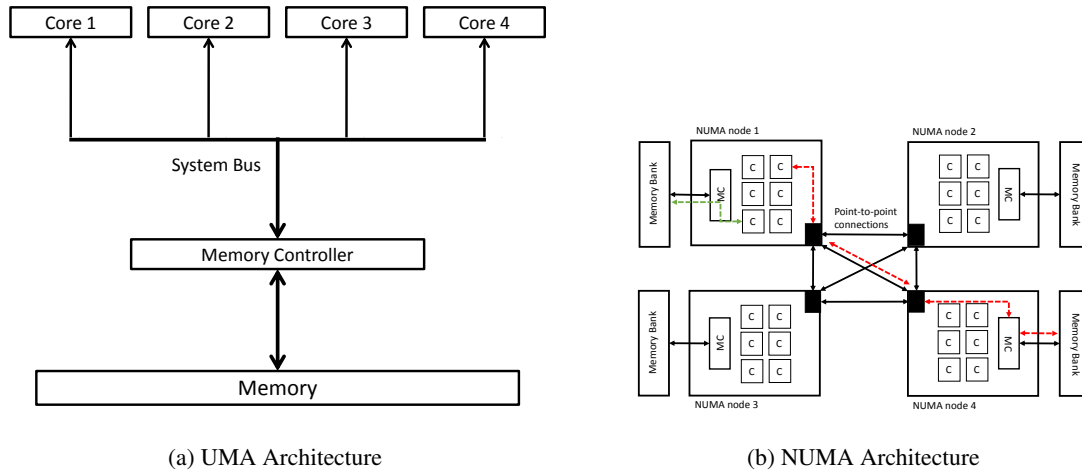 Core 1
Core 2
Core 3
Core 4
System Bus
Memory Controller
Memory
(a) UMA Architecture
NUMA node 1
NUMA node 2
Memory Bank
MC
C C
C C
C C
C C
C C
C C
MC
Memory Bank
Point-to-point
connections
Memory Bank
MC
C C
C C
C C
C C
C C
C C
MC
Memory Bank
NUMA node 3
NUMA node 4
(b) NUMA Architecture